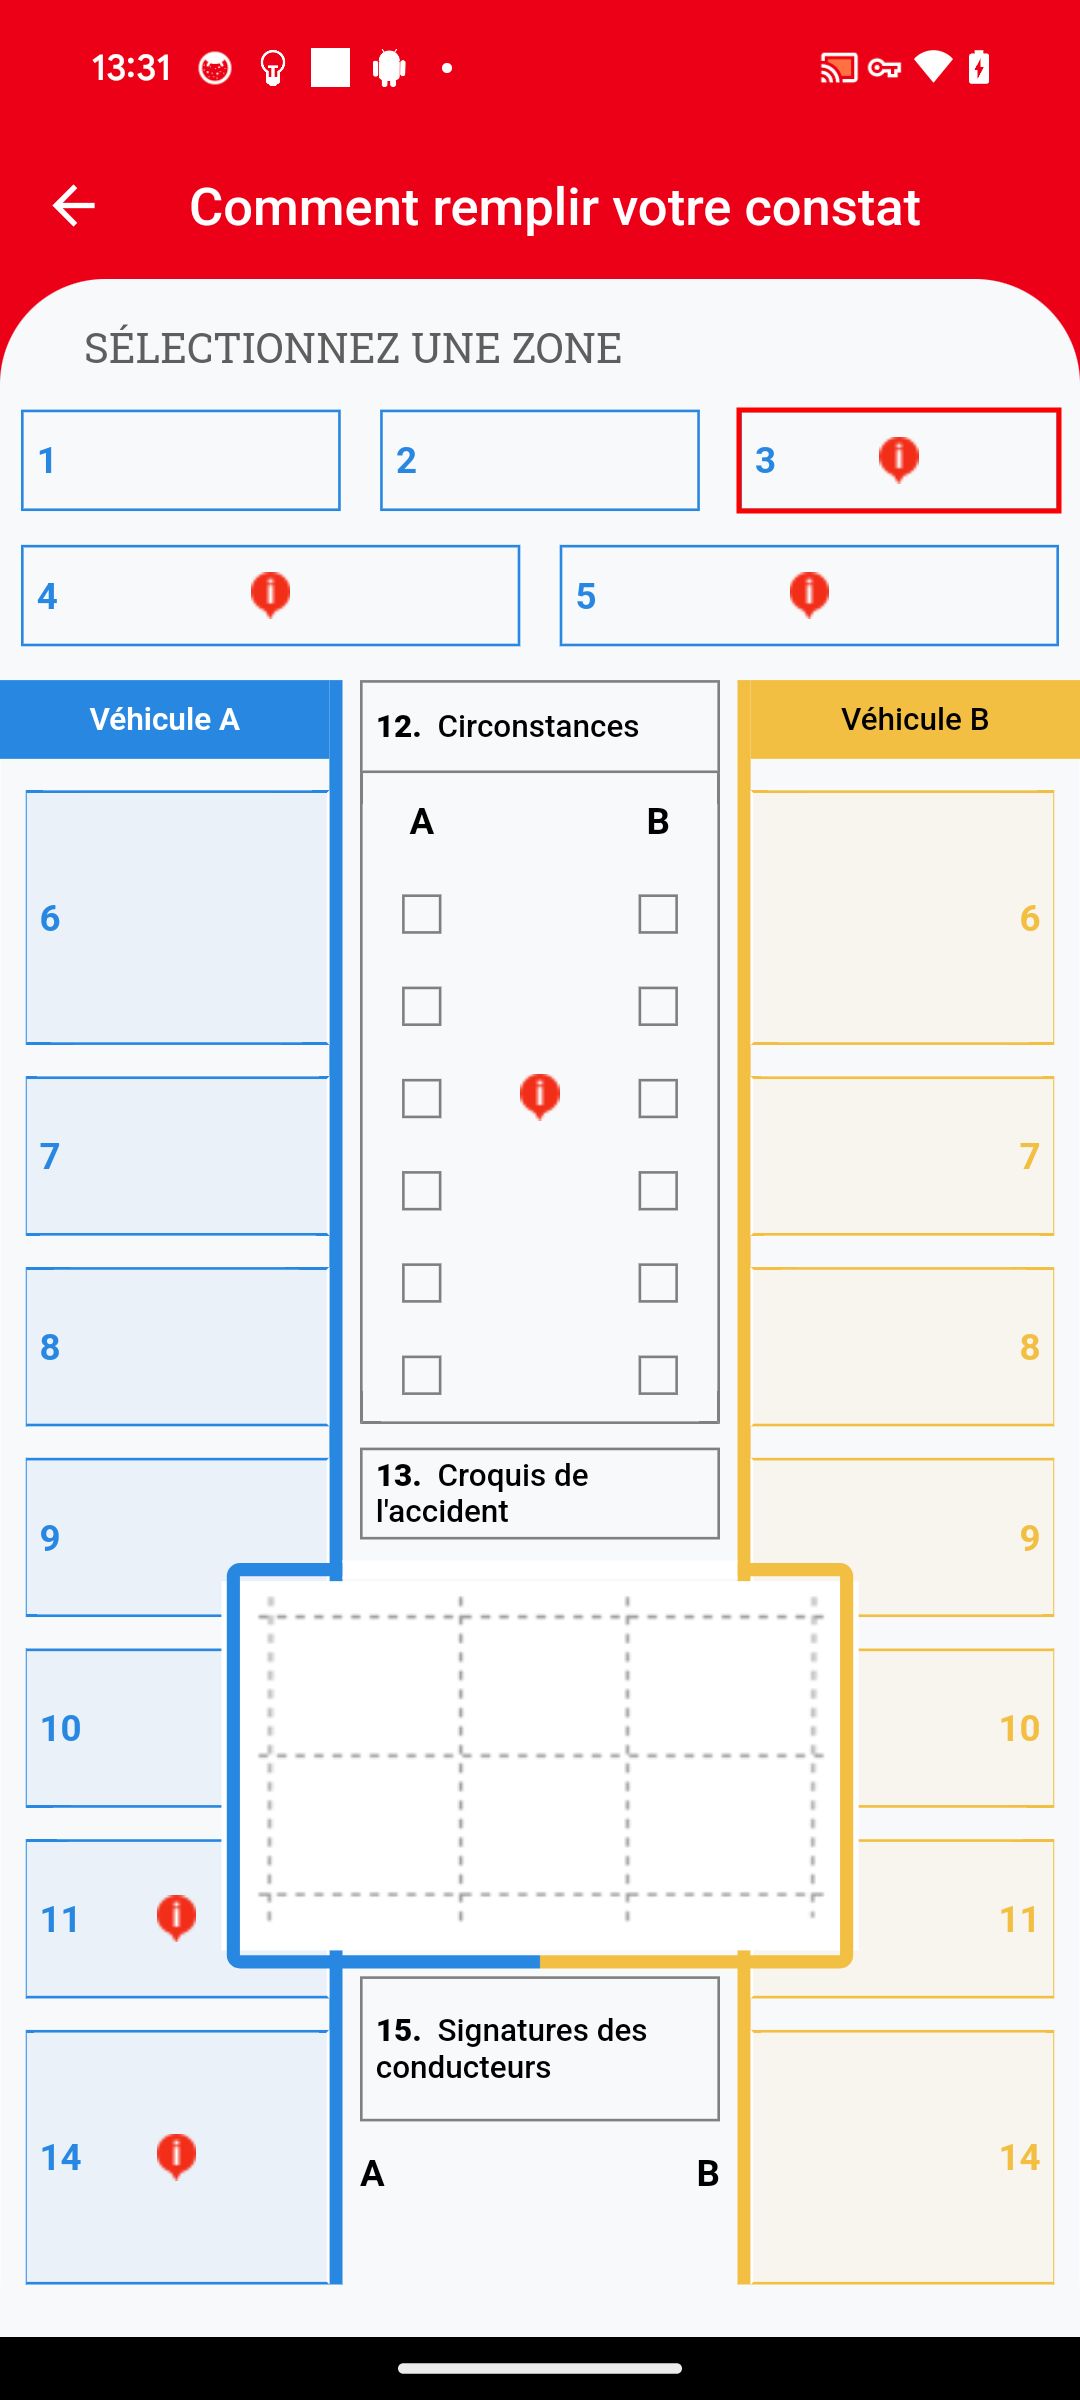 13:31
Comment remplir votre constat
SÉLECTIONNEZ UNE ZONE
1
2
3
4
5
Véhicule A
12. Circonstances
Véhicule B
A
B
6
6
7
7
8
8
13. Croquis de
l'accident
9
9
10
10
11
11
15. Signatures des
conducteurs
14
14
A
B